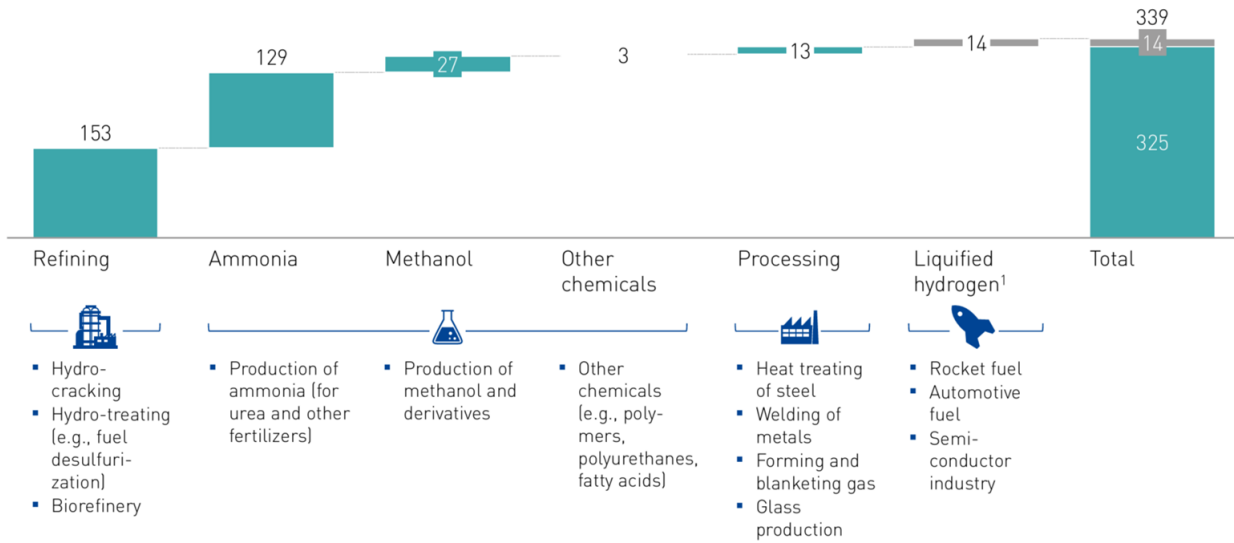 153
129
27
3
13
14
339
14
325
Refining
Ammonia
Methanol
Other
chemicals
Processing
Liquified
hydrogen¹
Total
▪ Hydro-
cracking
▪ Hydro-treating
(e.g., fuel
desulfuri-
zation)
▪ Biorefinery
▪ Production of
ammonia (for
urea and other
fertilizers)
▪ Production of
methanol and
derivatives
▪ Other
chemicals
(e.g., poly-
mers,
polyurethanes,
fatty acids)
▪ Heat treating
of steel
▪ Welding of
metals
▪ Forming and
blanketing gas
▪ Glass
production
▪ Rocket fuel
▪ Automotive
fuel
▪ Semi-
conductor
industry